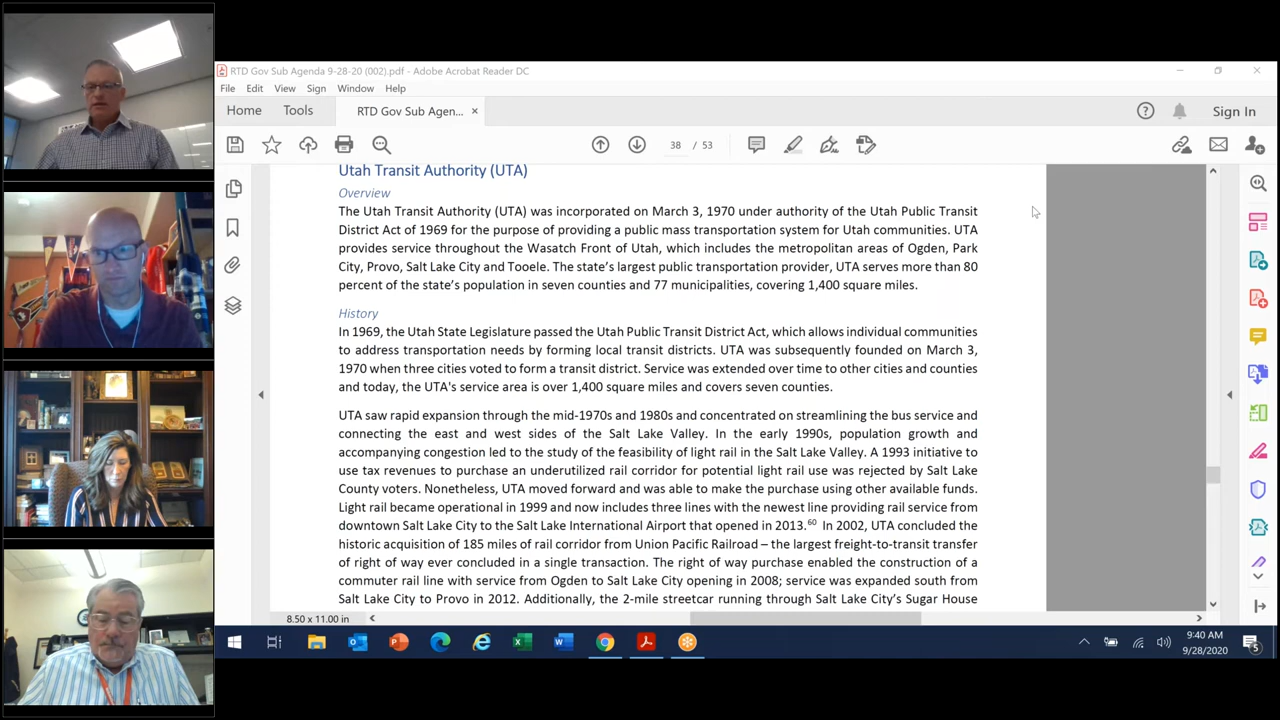 RTD Gov Sub Agenda 9-28-20 (002).pdf - Adobe Acrobat Reader DC
File Edit View Sign Window Help
Home Tools RTD Gov Sub Agen... × Sign In
38 / 53
Utah Transit Authority (UTA)
Overview
The Utah Transit Authority (UTA) was incorporated on March 3, 1970 under authority of the Utah Public Transit
District Act of 1969 for the purpose of providing a public mass transportation system for Utah communities. UTA
provides service throughout the Wasatch Front of Utah, which includes the metropolitan areas of Ogden, Park
City, Provo, Salt Lake City and Tooele. The state's largest public transportation provider, UTA serves more than 80
percent of the state's population in seven counties and 77 municipalities, covering 1,400 square miles.
History
In 1969, the Utah State Legislature passed the Utah Public Transit District Act, which allows individual communities
to address transportation needs by forming local transit districts. UTA was subsequently founded on March 3,
1970 when three cities voted to form a transit district. Service was extended over time to other cities and counties
and today, the UTA's service area is over 1,400 square miles and covers seven counties.
UTA saw rapid expansion through the mid-1970s and 1980s and concentrated on streamlining the bus service and
connecting the east and west sides of the Salt Lake Valley. In the early 1990s, population growth and
accompanying congestion led to the study of the feasibility of light rail in the Salt Lake Valley. A 1993 initiative to
use tax revenues to purchase an underutilized rail corridor for potential light rail use was rejected by Salt Lake
County voters. Nonetheless, UTA moved forward and was able to make the purchase using other available funds.
Light rail became operational in 1999 and now includes three lines with the newest line providing rail service from
downtown Salt Lake City to the Salt Lake International Airport that opened in 2013.60 In 2002, UTA concluded the
historic acquisition of 185 miles of rail corridor from Union Pacific Railroad – the largest freight-to-transit transfer
of right of way ever concluded in a single transaction. The right of way purchase enabled the construction of a
commuter rail line with service from Ogden to Salt Lake City opening in 2008; service was expanded south from
Salt Lake City to Provo in 2012. Additionally, the 2-mile streetcar running through Salt Lake City's Sugar House
8.50 x 11.00 in
9:40 AM
9/28/2020
5